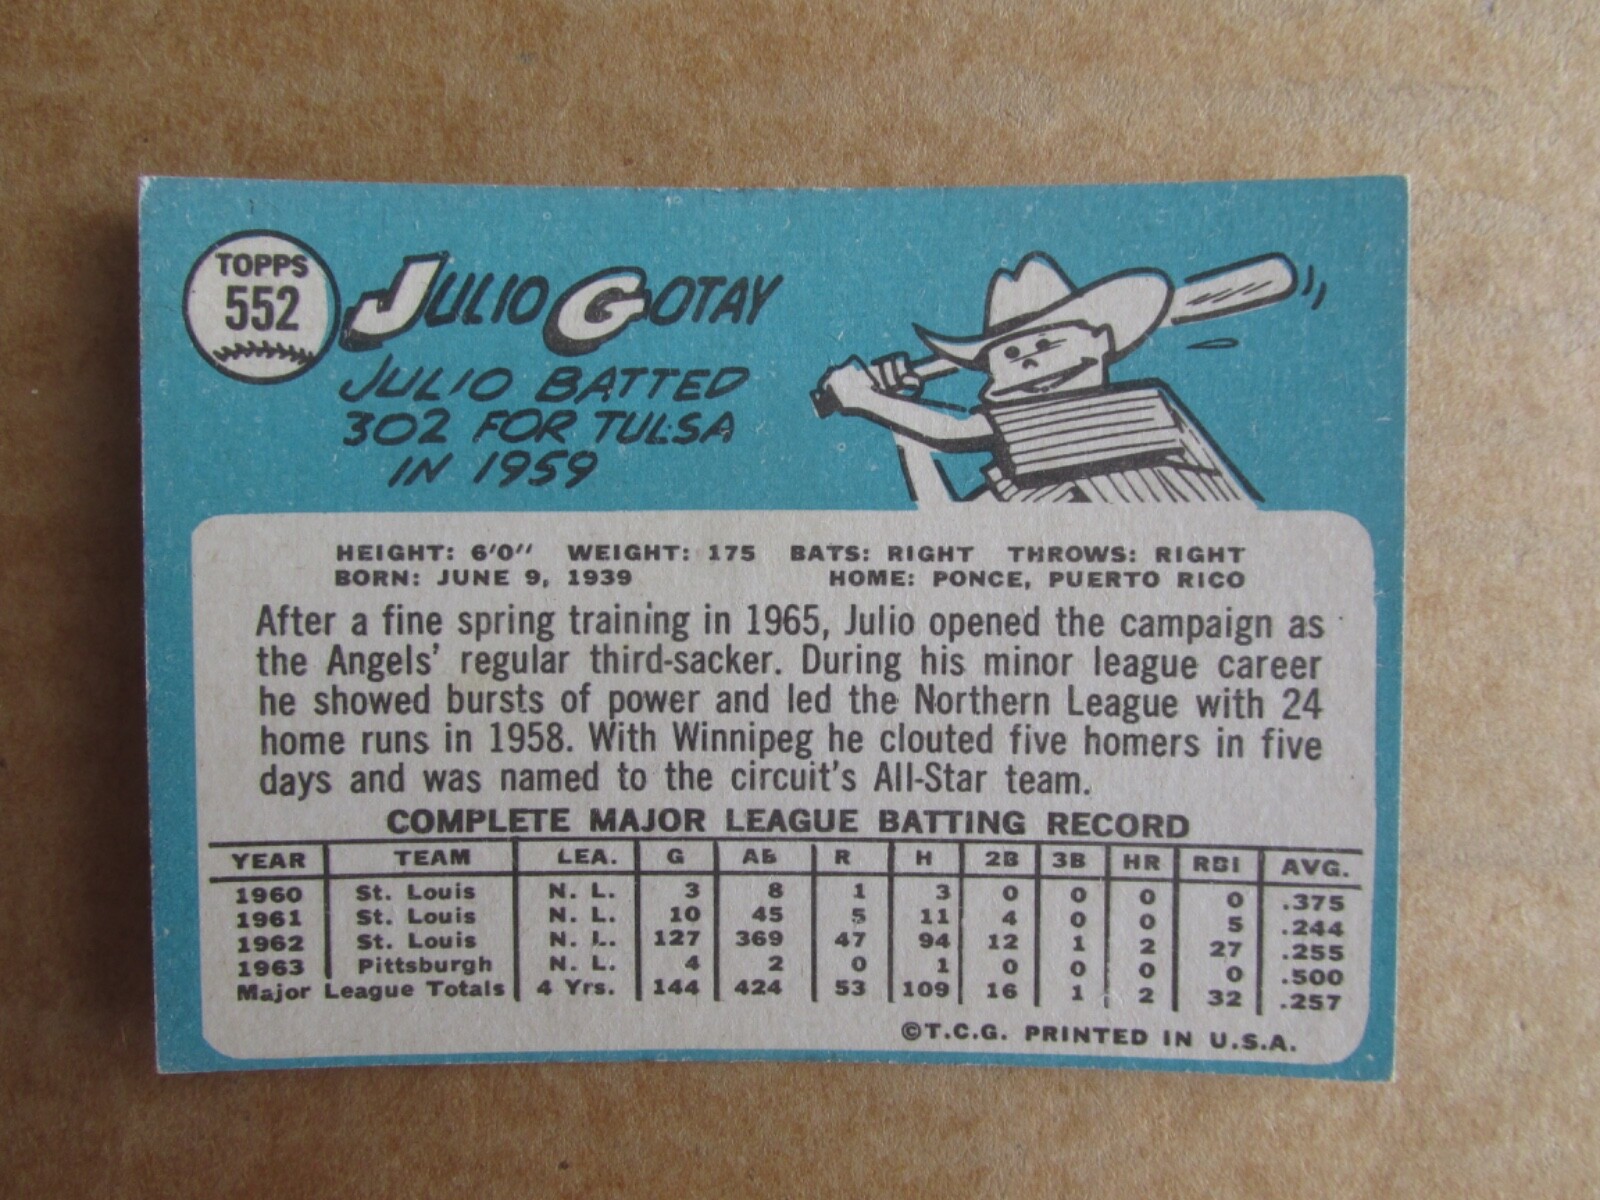 TOPPS
552
JULIO GOTAY
JULIO BATTED
302 FOR TULSA
IN 1959
HEIGHT: 6'0" WEIGHT: 175 BATS: RIGHT THROWS: RIGHT
BORN: JUNE 9, 1939 HOME: PONCE, PUERTO RICO
After a fine spring training in 1965, Julio opened the campaign as
the Angels' regular third-sacker. During his minor league career
he showed bursts of power and led the Northern League with 24
home runs in 1958. With Winnipeg he clouted five homers in five
days and was named to the circuit's All-Star team.
COMPLETE MAJOR LEAGUE BATTING RECORD
YEAR TEAM LEA. G AB R H 2B 3B HR RBI AVG.
1960 St. Louis N. L. 3 8 1 3 0 0 0 0 .375
1961 St. Louis N. L. 10 45 5 11 4 0 0 5 .244
1962 St. Louis N. L. 127 369 47 94 12 1 2 27 .255
1963 Pittsburgh N. L. 4 2 0 1 0 0 0 0 .500
Major League Totals 4 Yrs. 144 424 53 109 16 1 2 32 .257
©T.C.G. PRINTED IN U.S.A.